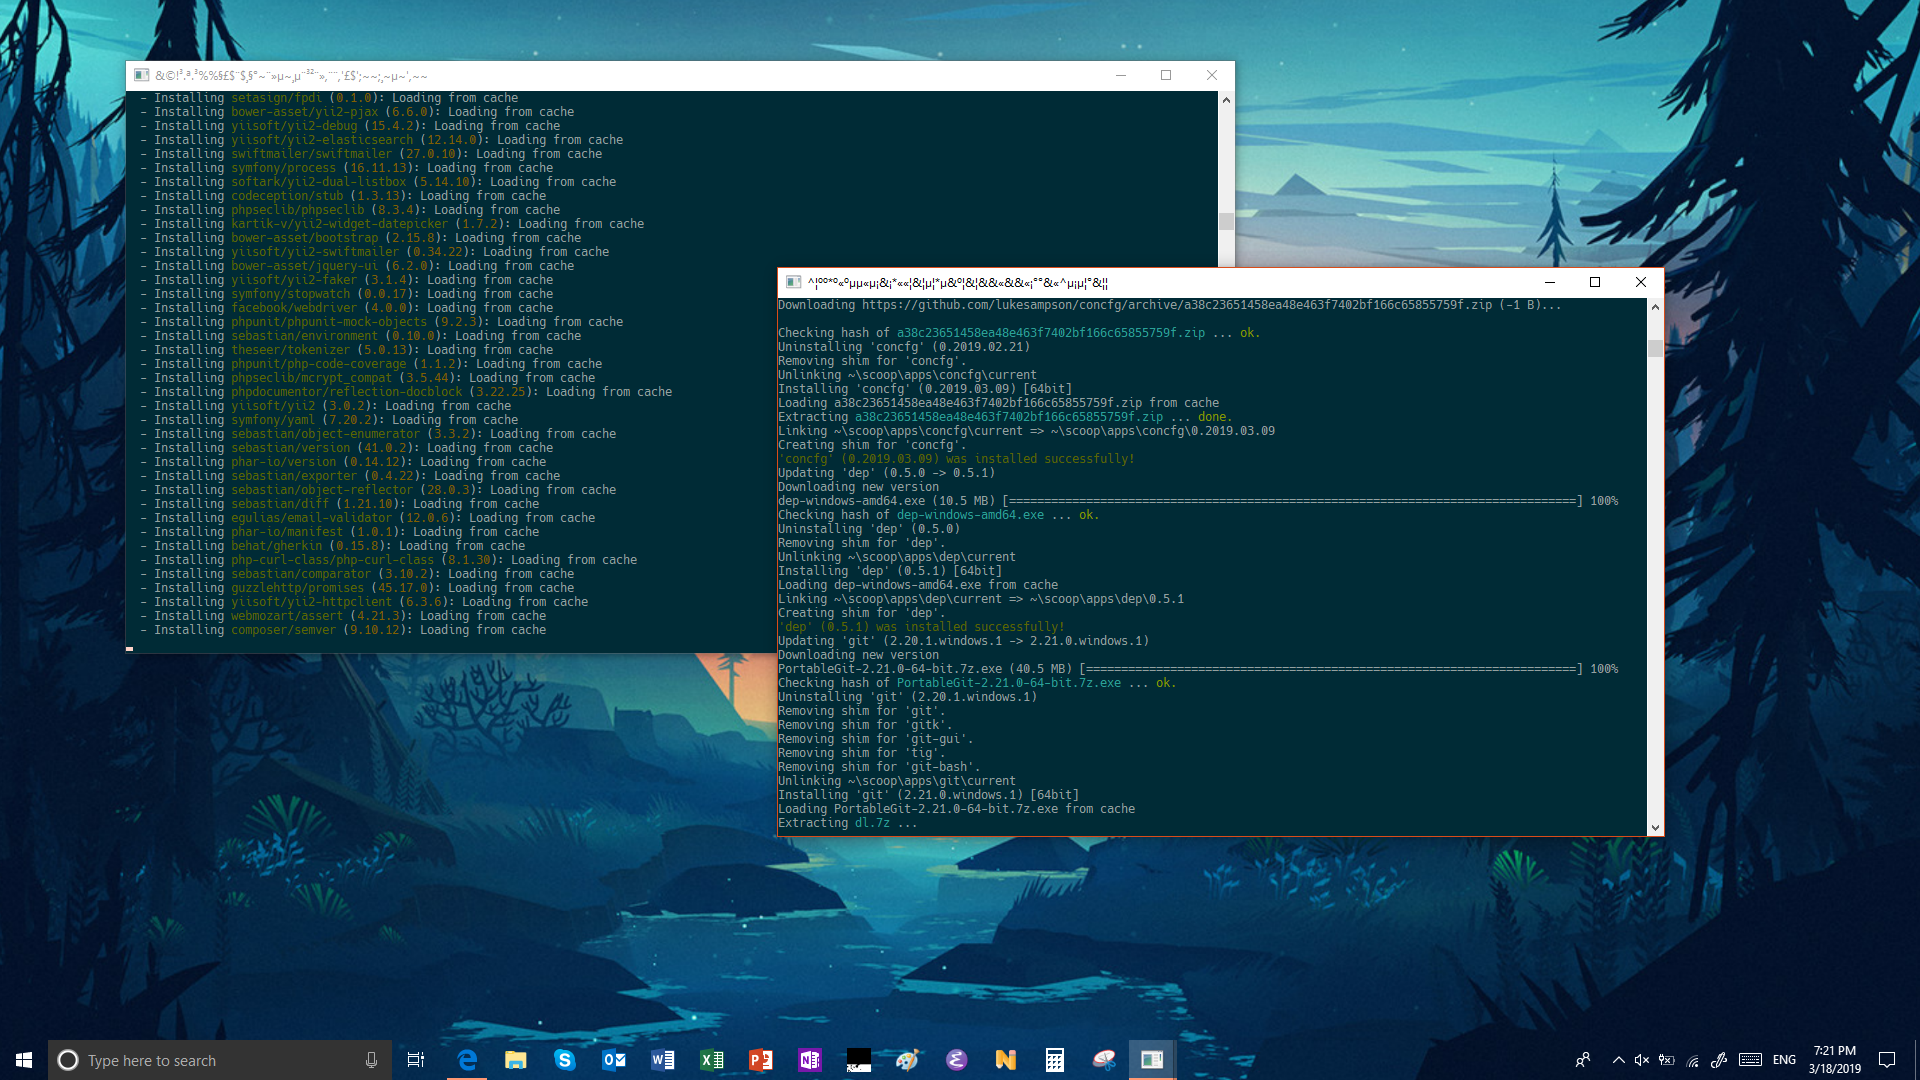 - Installing setasign/fpdi (0.1.0): Loading from cache
- Installing bower-asset/yii2-pjax (6.6.0): Loading from cache
- Installing yiisoft/yii2-debug (15.4.2): Loading from cache
- Installing yiisoft/yii2-elasticsearch (12.14.0): Loading from cache
- Installing swiftmailer/swiftmailer (27.0.10): Loading from cache
- Installing symfony/process (16.11.13): Loading from cache
- Installing softark/yii2-dual-listbox (5.14.10): Loading from cache
- Installing codeception/stub (1.3.13): Loading from cache
- Installing phpseclib/phpseclib (8.3.4): Loading from cache
- Installing kartik-v/yii2-widget-datepicker (1.7.2): Loading from cache
- Installing bower-asset/bootstrap (2.15.8): Loading from cache
- Installing yiisoft/yii2-swiftmailer (0.34.22): Loading from cache
- Installing bower-asset/jquery-ui (6.2.0): Loading from cache
- Installing yiisoft/yii2-faker (3.1.4): Loading from cache
- Installing symfony/stopwatch (0.0.17): Loading from cache
- Installing facebook/webdriver (4.0.0): Loading from cache
- Installing phpunit/phpunit-mock-objects (9.2.3): Loading from cache
- Installing sebastian/environment (0.10.0): Loading from cache
- Installing theseer/tokenizer (5.0.13): Loading from cache
- Installing phpunit/php-code-coverage (1.1.2): Loading from cache
- Installing phpseclib/mcrypt_compat (3.5.44): Loading from cache
- Installing phpdocumentor/reflection-docblock (3.22.25): Loading from cache
- Installing yiisoft/yii2 (3.0.2): Loading from cache
- Installing symfony/yaml (7.20.2): Loading from cache
- Installing sebastian/object-enumerator (3.3.2): Loading from cache
- Installing sebastian/version (41.0.2): Loading from cache
- Installing phar-io/version (0.14.12): Loading from cache
- Installing sebastian/exporter (0.4.22): Loading from cache
- Installing sebastian/object-reflector (28.0.3): Loading from cache
- Installing sebastian/diff (1.21.10): Loading from cache
- Installing egulias/email-validator (12.0.6): Loading from cache
- Installing phar-io/manifest (1.0.1): Loading from cache
- Installing behat/gherkin (0.15.8): Loading from cache
- Installing php-curl-class/php-curl-class (8.1.30): Loading from cache
- Installing sebastian/comparator (3.10.2): Loading from cache
- Installing guzzlehttp/promises (45.17.0): Loading from cache
- Installing yiisoft/yii2-httpclient (6.3.6): Loading from cache
- Installing webmozart/assert (4.21.3): Loading from cache
- Installing composer/semver (9.10.12): Loading from cache
Downloading https://github.com/lukesampson/concfg/archive/a38c23651458ea48e463f7402bf166c65855759f.zip (-1 B)...
Checking hash of a38c23651458ea48e463f7402bf166c65855759f.zip ... ok.
Uninstalling 'concfg' (0.2019.02.21)
Removing shim for 'concfg'.
Unlinking ~\scoop\apps\concfg\current
Installing 'concfg' (0.2019.03.09) [64bit]
Loading a38c23651458ea48e463f7402bf166c65855759f.zip from cache
Extracting a38c23651458ea48e463f7402bf166c65855759f.zip ... done.
Linking ~\scoop\apps\concfg\current => ~\scoop\apps\concfg\0.2019.03.09
Creating shim for 'concfg'.
'concfg' (0.2019.03.09) was installed successfully!
Updating 'dep' (0.5.0 -> 0.5.1)
Downloading new version
dep-windows-amd64.exe (10.5 MB) [=================================================================================] 100%
Checking hash of dep-windows-amd64.exe ... ok.
Uninstalling 'dep' (0.5.0)
Removing shim for 'dep'.
Unlinking ~\scoop\apps\dep\current
Installing 'dep' (0.5.1) [64bit]
Loading dep-windows-amd64.exe from cache
Linking ~\scoop\apps\dep\current => ~\scoop\apps\dep\0.5.1
Creating shim for 'dep'.
'dep' (0.5.1) was installed successfully!
Updating 'git' (2.20.1.windows.1 -> 2.21.0.windows.1)
Downloading new version
PortableGit-2.21.0-64-bit.7z.exe (40.5 MB) [======================================================================] 100%
Checking hash of PortableGit-2.21.0-64-bit.7z.exe ... ok.
Uninstalling 'git' (2.20.1.windows.1)
Removing shim for 'git'.
Removing shim for 'gitk'.
Removing shim for 'git-gui'.
Removing shim for 'tig'.
Removing shim for 'git-bash'.
Unlinking ~\scoop\apps\git\current
Installing 'git' (2.21.0.windows.1) [64bit]
Loading PortableGit-2.21.0-64-bit.7z.exe from cache
Extracting dl.7z ...
Type here to search
ENG
7:21 PM
3/18/2019